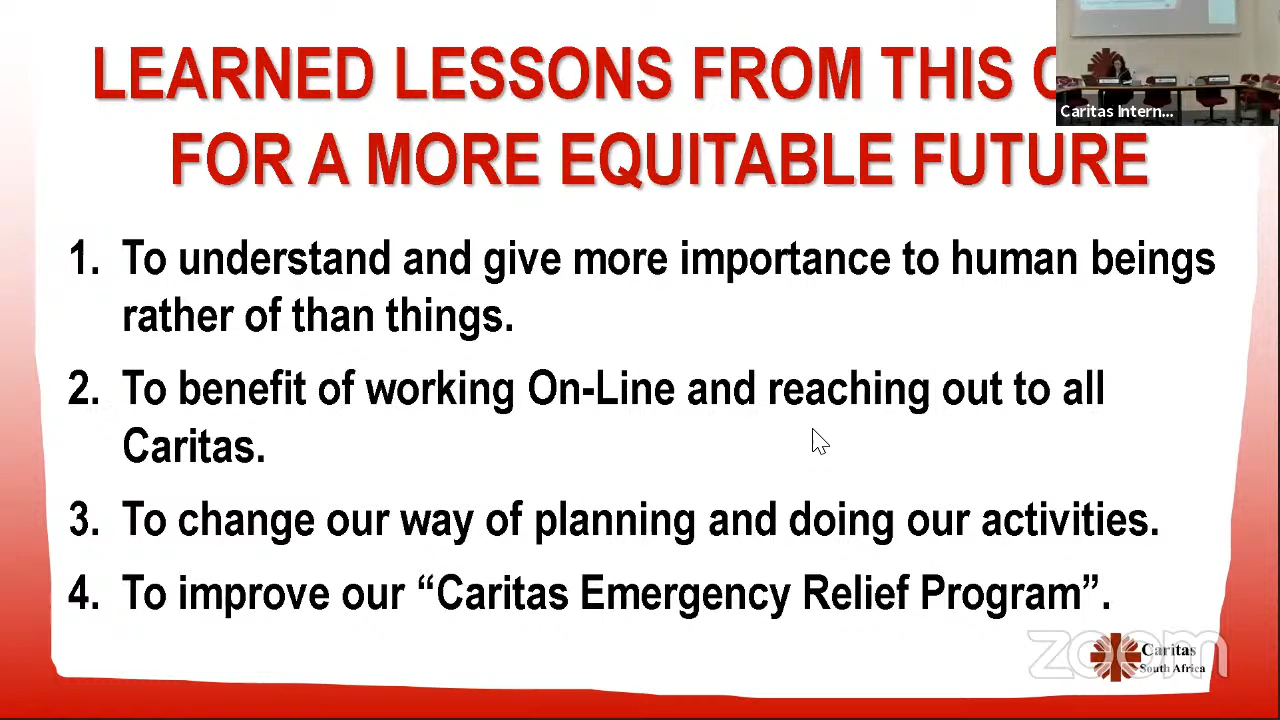 LEARNED LESSONS FROM THIS
FOR A MORE EQUITABLE FUTURE
Caritas Intern...
1. To understand and give more importance to human beings
rather of than things.
2. To benefit of working On-Line and reaching out to all
Caritas.
3. To change our way of planning and doing our activities.
4. To improve our “Caritas Emergency Relief Program”.
zoom
Caritas
South Africa